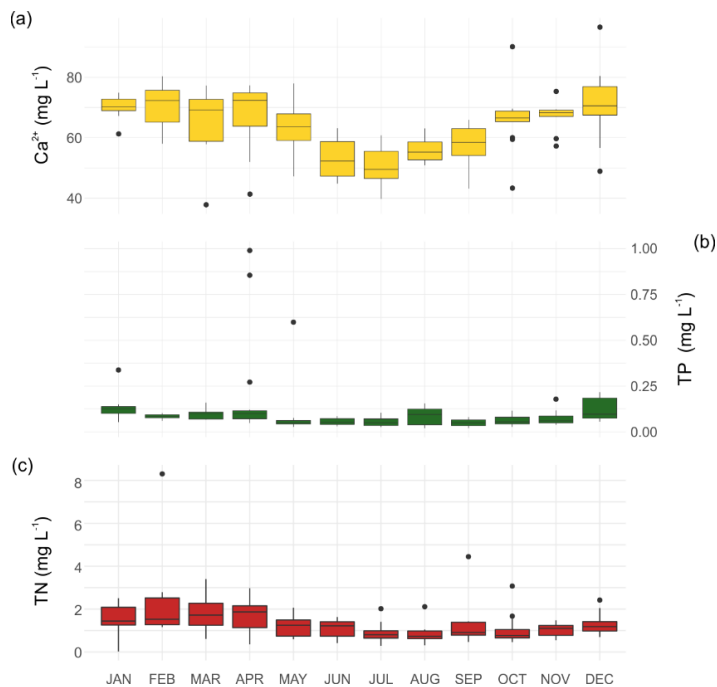 (a)
80
60
40
Ca²⁺ (mg L⁻¹)
(b)
1.00
0.75
0.50
0.25
0.00
TP (mg L⁻¹)
(c)
8
6
4
2
0
TN (mg L⁻¹)
JAN FEB MAR APR MAY JUN JUL AUG SEP OCT NOV DEC